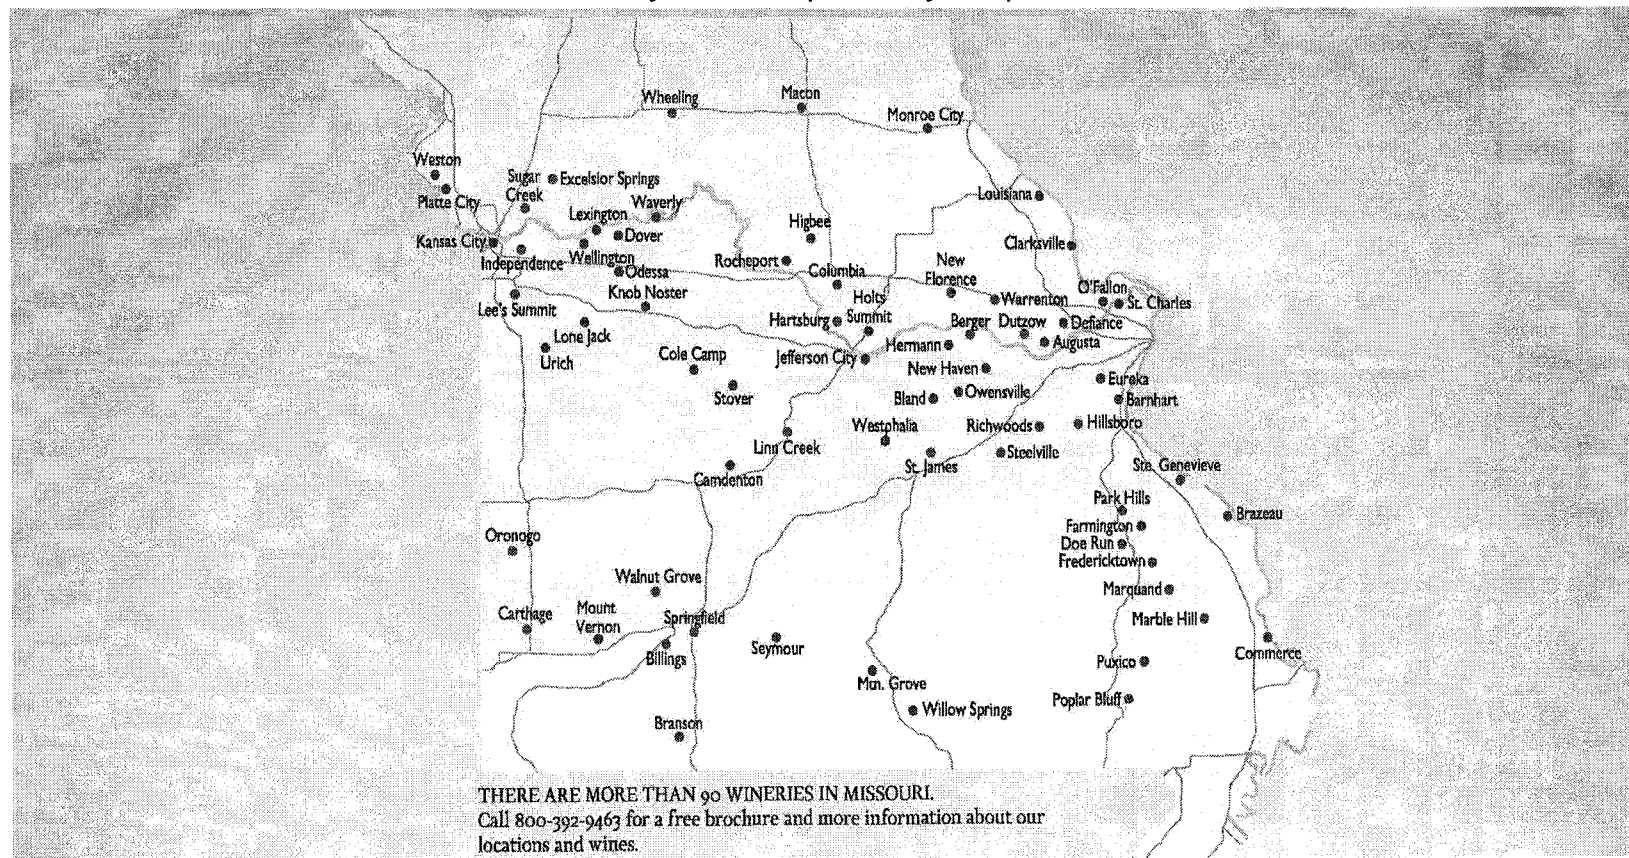 Wheeling
Macon
Monroe City
Weston
Sugar
Creek
Excelsior Springs
Platte City
Louisiana
Lexington
Waverly
Higbee
Kansas City
Dover
Clarksville
Independence
Wellington
Odessa
Rocheport
Columbia
New
Florence
Knob Noster
Holts
Summit
Warrenton
O'Fallon
St. Charles
Lee's Summit
Hartsburg
Berger
Dutzow
Defiance
Lone Jack
Urich
Cole Camp
Jefferson City
Hermann
Augusta
New Haven
Eureka
Stover
Bland
Owensville
Barnhart
Linn Creek
Westphalia
Richwoods
Hillsboro
St. James
Steelville
Camdenton
Ste. Genevieve
Park Hills
Brazeau
Oronogo
Farmington
Doe Run
Fredericktown
Walnut Grove
Marquand
Carthage
Mount
Vernon
Springfield
Marble Hill
Billings
Seymour
Commerce
Puxico
Mtn. Grove
Poplar Bluff
Willow Springs
Branson
THERE ARE MORE THAN 90 WINERIES IN MISSOURI.
Call 800-392-9463 for a free brochure and more information about our
locations and wines.